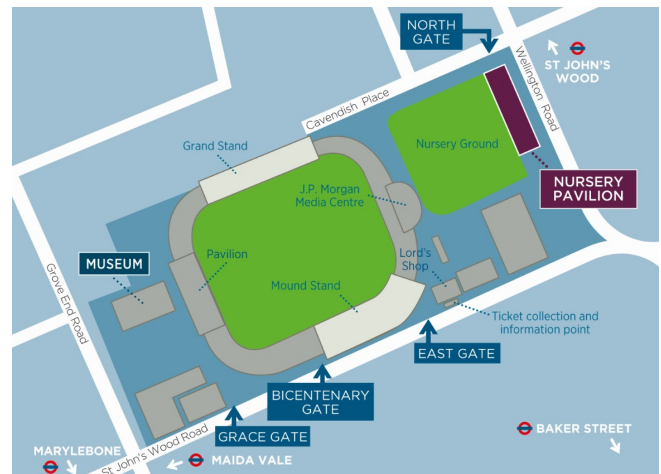 NORTH
GATE
ST JOHN'S
WOOD
Wellington Road
Cavendish Place
Grand Stand
Nursery Ground
J.P. Morgan
Media Centre
NURSERY
PAVILION
MUSEUM
Pavilion
Lord's
Shop
Mound Stand
Grove End Road
Ticket collection and
information point
EAST GATE
BICENTENARY
GATE
GRACE GATE
BAKER STREET
St John's Wood Road
MARYLEBONE
MAIDA VALE